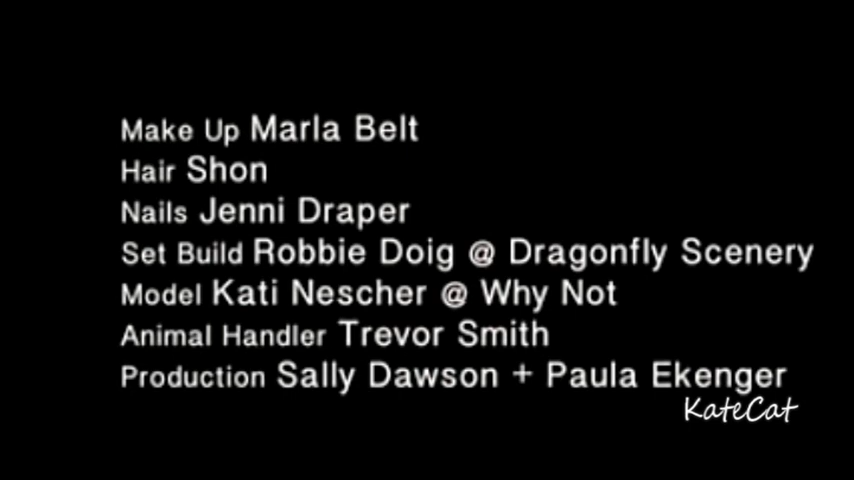 Make Up Marla Belt
Hair Shon
Nails Jenni Draper
Set Build Robbie Doig @ Dragonfly Scenery
Model Kati Nescher @ Why Not
Animal Handler Trevor Smith
Production Sally Dawson + Paula Ekenger
KateCat